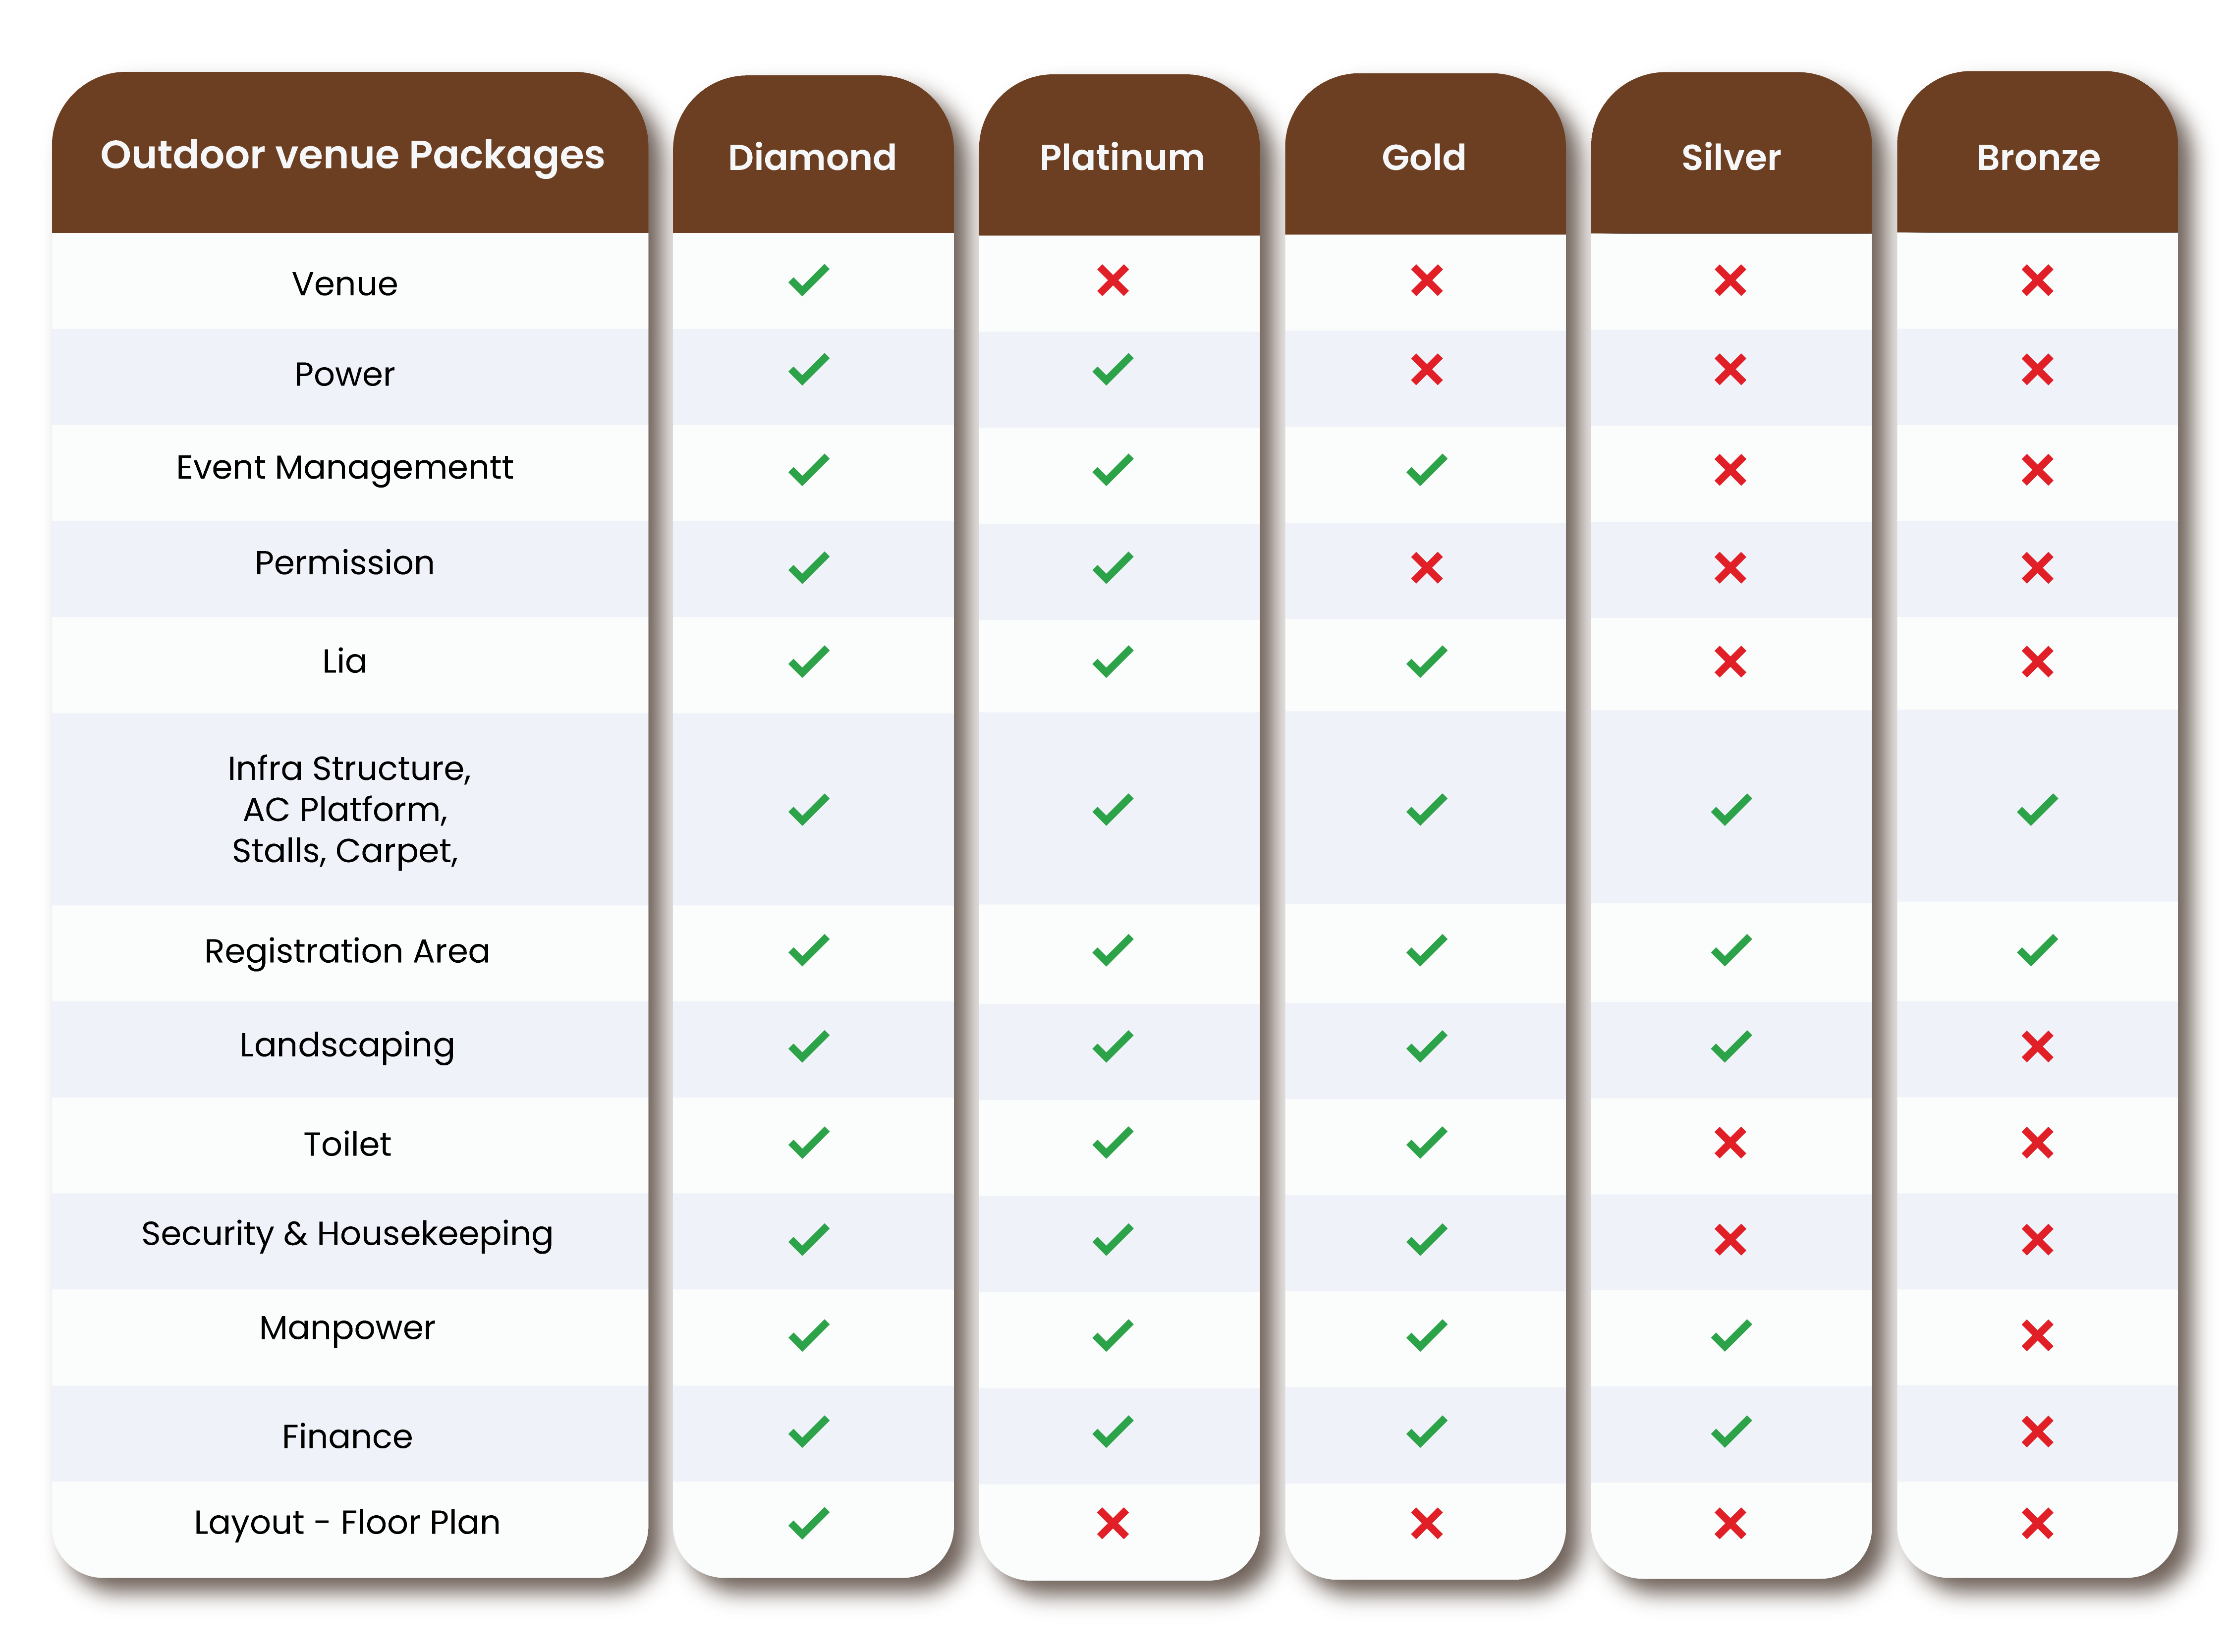 Outdoor venue Packages
Diamond
Platinum
Gold
Silver
Bronze
Venue
Power
Event Managementt
Permission
Lia
Infra Structure,
AC Platform,
Stalls, Carpet,
Registration Area
Landscaping
Toilet
Security & Housekeeping
Manpower
Finance
Layout - Floor Plan